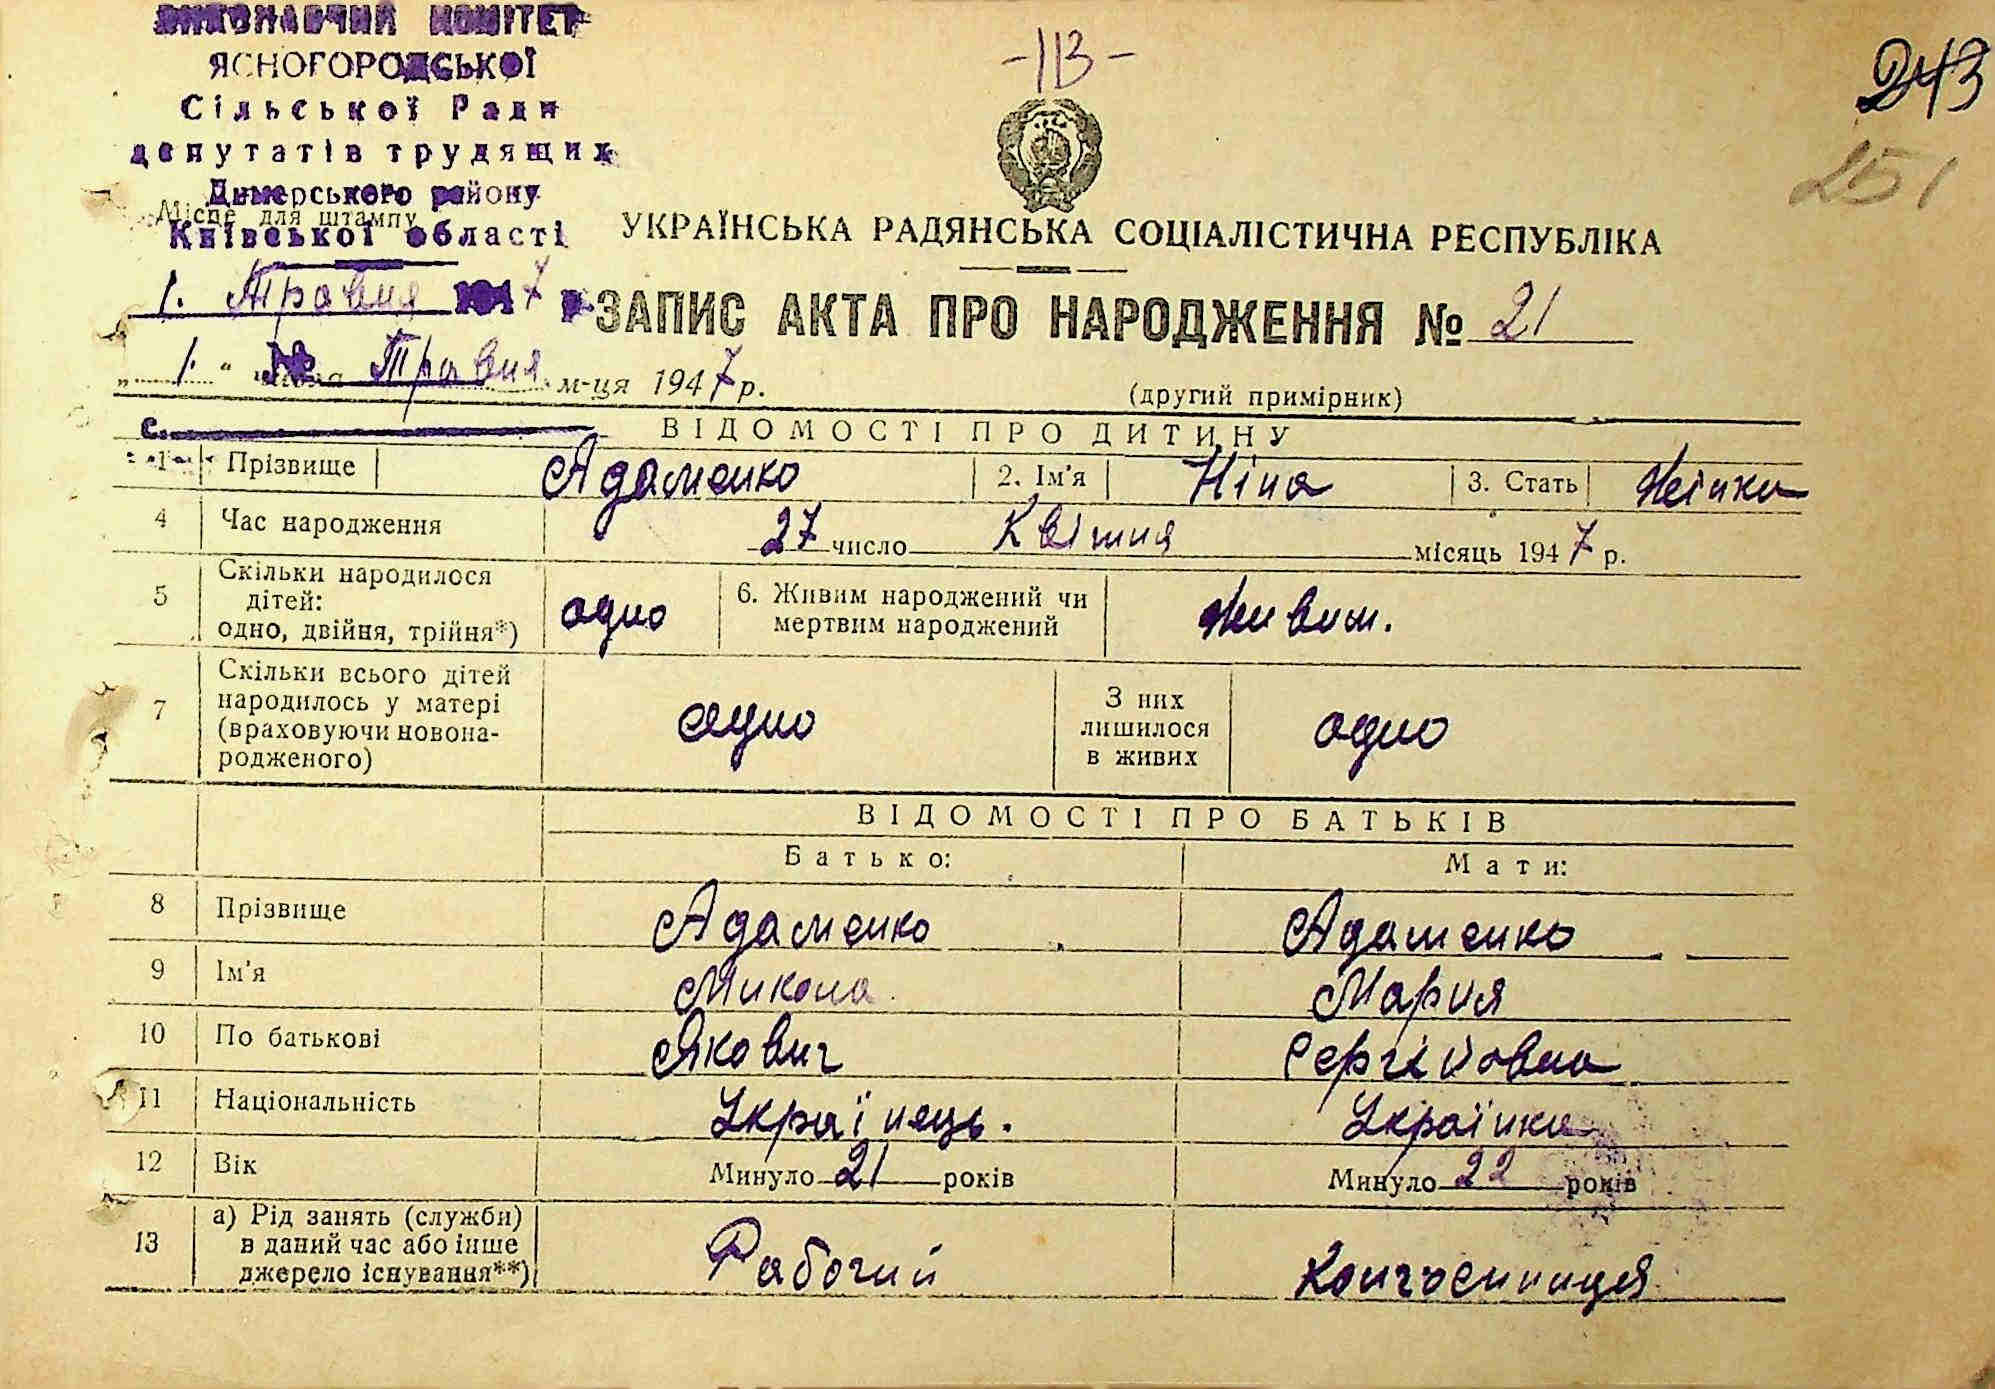 ВИКОНАВЧИЙ КОМІТЕТ
ЯСНОГОРОДСЬКОЇ
Сільської Ради
депутатів трудящих
Димерського району
Місце для штампу
Київської області
1. Травня 1947 р.
"1" № Травня м-ця 1947 р.
с.
-113-
243
251
УКРАЇНСЬКА РАДЯНСЬКА СОЦІАЛІСТИЧНА РЕСПУБЛІКА
ЗАПИС АКТА ПРО НАРОДЖЕННЯ № 21
(другий примірник)
ВІДОМОСТІ ПРО ДИТИНУ
1 Прізвище Адаменко 2. Ім'я Ніна 3. Стать Жінка
4 Час народження 27 число Квітня місяць 1947 р.
5 Скільки народилося дітей: одно, двійня, трійня*) одно 6. Живим народжений чи мертвим народжений Живим.
7 Скільки всього дітей народилось у матері (враховуючи новонародженого) одно З них лишилося в живих одно
ВІДОМОСТІ ПРО БАТЬКІВ
Батько: Мати:
8 Прізвище Адаменко Адаменко
9 Ім'я Микола Мария
10 По батькові Якович Сергійовна
11 Національність Українець. Українка
12 Вік Минуло 21 років Минуло 22 років
13 а) Рід занять (служби) в даний час або інше джерело існування**) Рабочий Колгоспниця